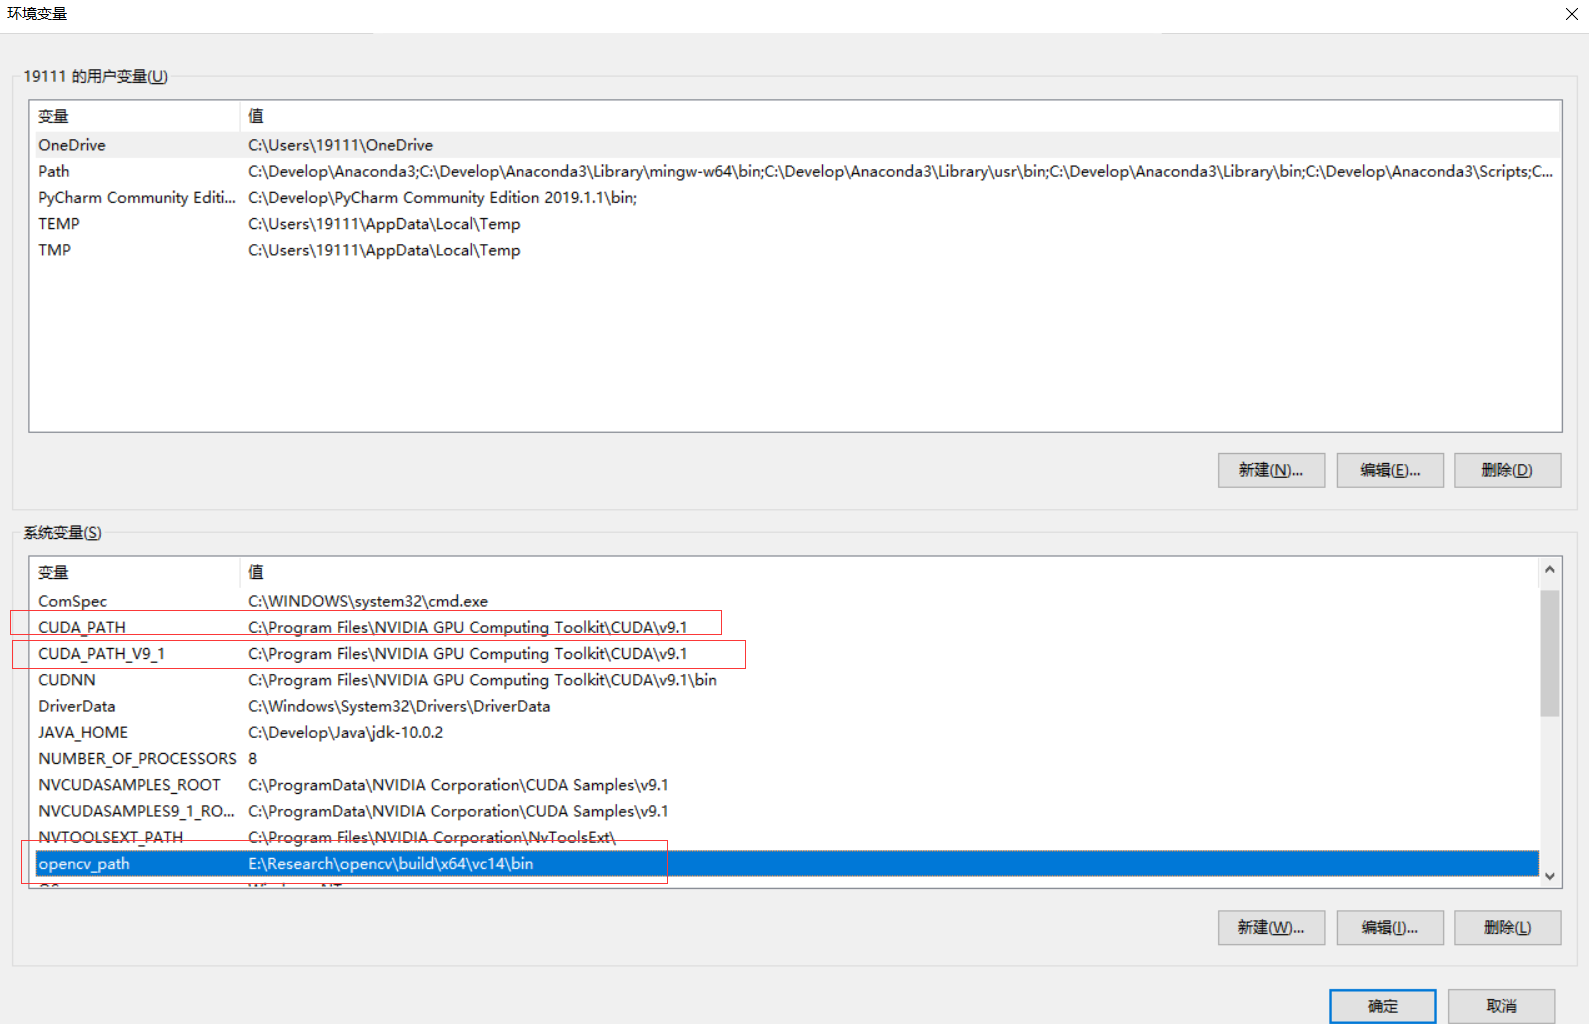 环境变量
19111 的用户变量(U)
变量 值
OneDrive C:\Users\19111\OneDrive
Path C:\Develop\Anaconda3;C:\Develop\Anaconda3\Library\mingw-w64\bin;C:\Develop\Anaconda3\Library\usr\bin;C:\Develop\Anaconda3\Library\bin;C:\Develop\Anaconda3\Scripts;C...
PyCharm Community Editi... C:\Develop\PyCharm Community Edition 2019.1.1\bin;
TEMP C:\Users\19111\AppData\Local\Temp
TMP C:\Users\19111\AppData\Local\Temp
新建(N)... 编辑(E)... 删除(D)
系统变量(S)
变量 值
ComSpec C:\WINDOWS\system32\cmd.exe
CUDA_PATH C:\Program Files\NVIDIA GPU Computing Toolkit\CUDA\v9.1
CUDA_PATH_V9_1 C:\Program Files\NVIDIA GPU Computing Toolkit\CUDA\v9.1
CUDNN C:\Program Files\NVIDIA GPU Computing Toolkit\CUDA\v9.1\bin
DriverData C:\Windows\System32\Drivers\DriverData
JAVA_HOME C:\Develop\Java\jdk-10.0.2
NUMBER_OF_PROCESSORS 8
NVCUDASAMPLES_ROOT C:\ProgramData\NVIDIA Corporation\CUDA Samples\v9.1
NVCUDASAMPLES9_1_RO... C:\ProgramData\NVIDIA Corporation\CUDA Samples\v9.1
NVTOOLSEXT_PATH C:\Program Files\NVIDIA Corporation\NvToolsExt\
opencv_path E:\Research\opencv\build\x64\vc14\bin
新建(W)... 编辑(I)... 删除(L)
确定 取消